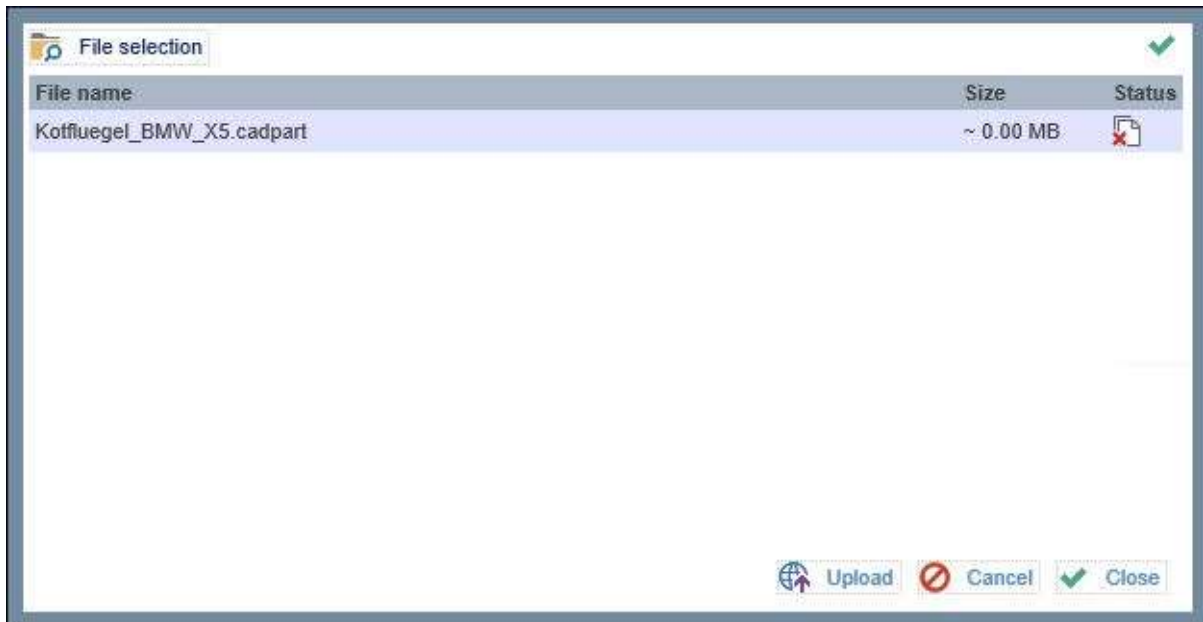 File selection
File name Size Status
Kotfluegel_BMW_X5.cadpart ~ 0.00 MB
Upload Cancel Close